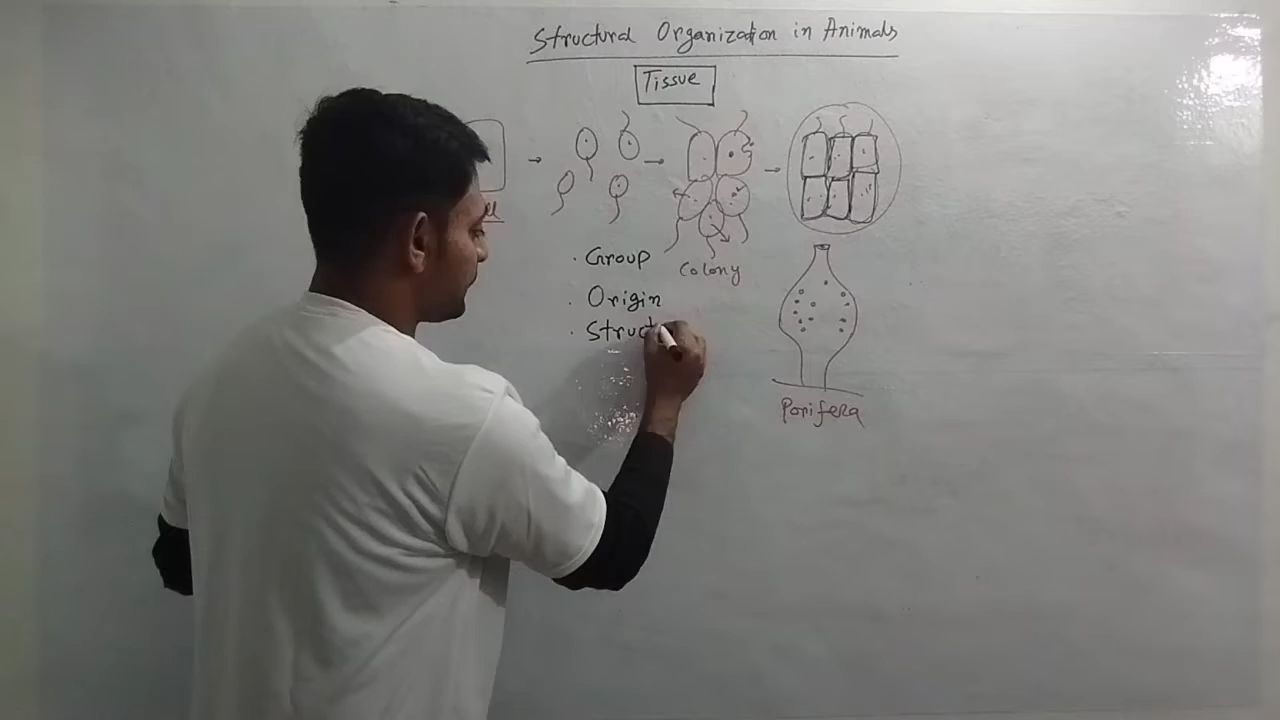 Structural Organization in Animals
Tissue
Colony
. Group
. Origin
. Struct
Porifera